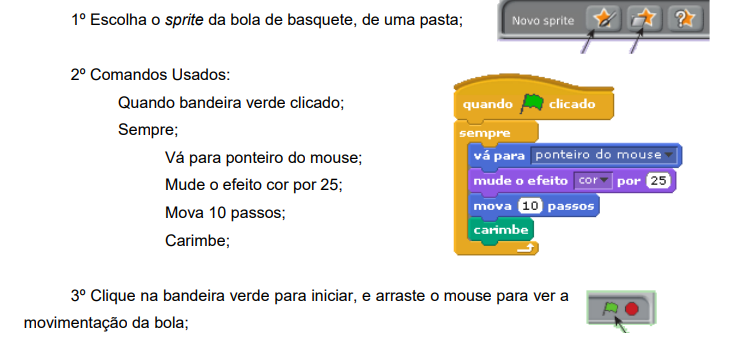 1º Escolha o sprite da bola de basquete, de uma pasta;
Novo sprite
2º Comandos Usados:
Quando bandeira verde clicado;
Sempre;
Vá para ponteiro do mouse;
Mude o efeito cor por 25;
Mova 10 passos;
Carimbe;
quando clicado
sempre
vá para ponteiro do mouse
mude o efeito cor por 25
mova 10 passos
carimbe
3º Clique na bandeira verde para iniciar, e arraste o mouse para ver a
movimentação da bola;